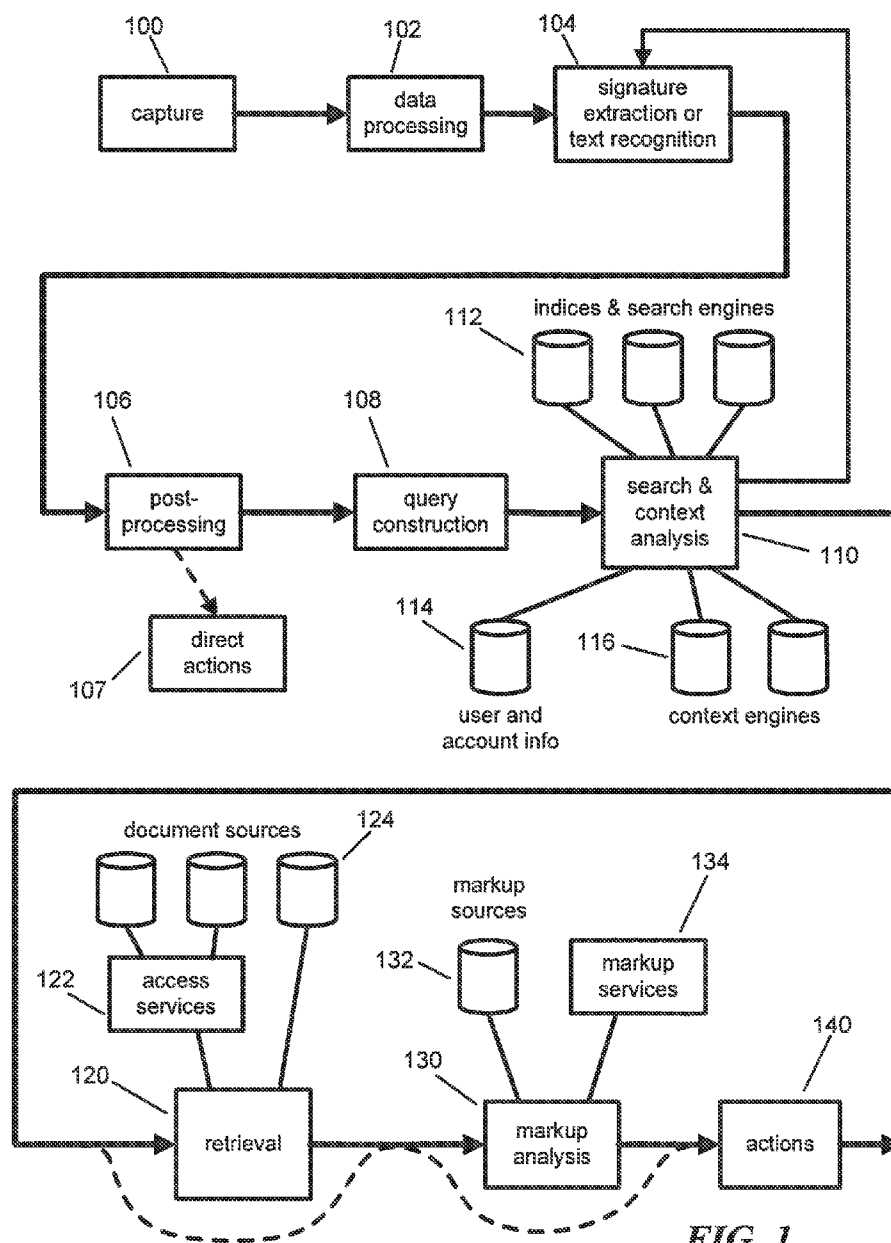 100
102
104
capture
data
processing
signature
extraction or
text recognition
indices & search engines
112
106
108
post-
processing
query
construction
search &
context
analysis
110
114
116
direct
actions
107
user and
account info
context engines
document sources
124
markup
sources
134
132
markup
services
122
access
services
140
120
130
retrieval
markup
analysis
actions
FIG. 1